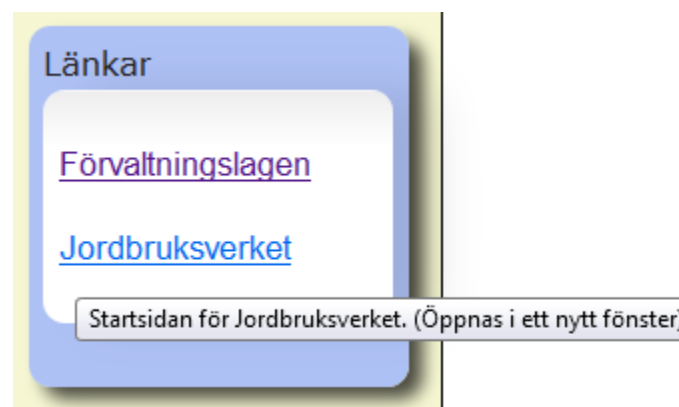 Länkar
Förvaltningslagen
Jordbruksverket
Startsidan för Jordbruksverket. (Öppnas i ett nytt fönster)